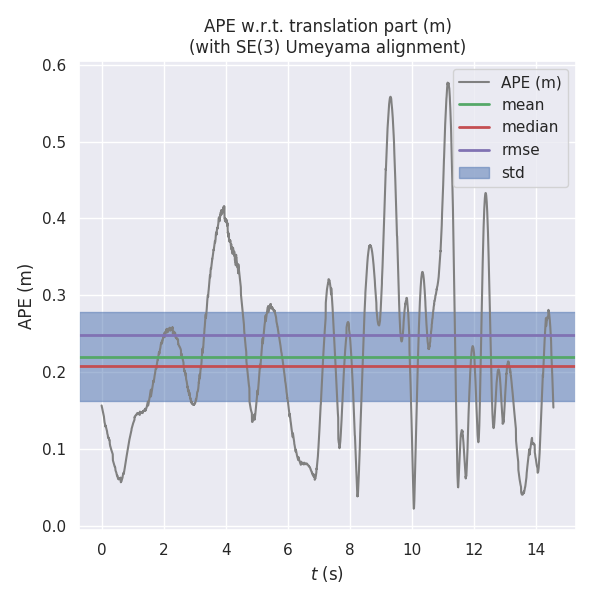 APE w.r.t. translation part (m)
(with SE(3) Umeyama alignment)
APE (m)
mean
median
rmse
std
APE (m)
0.6
0.5
0.4
0.3
0.2
0.1
0.0
0 2 4 6 8 10 12 14
t (s)